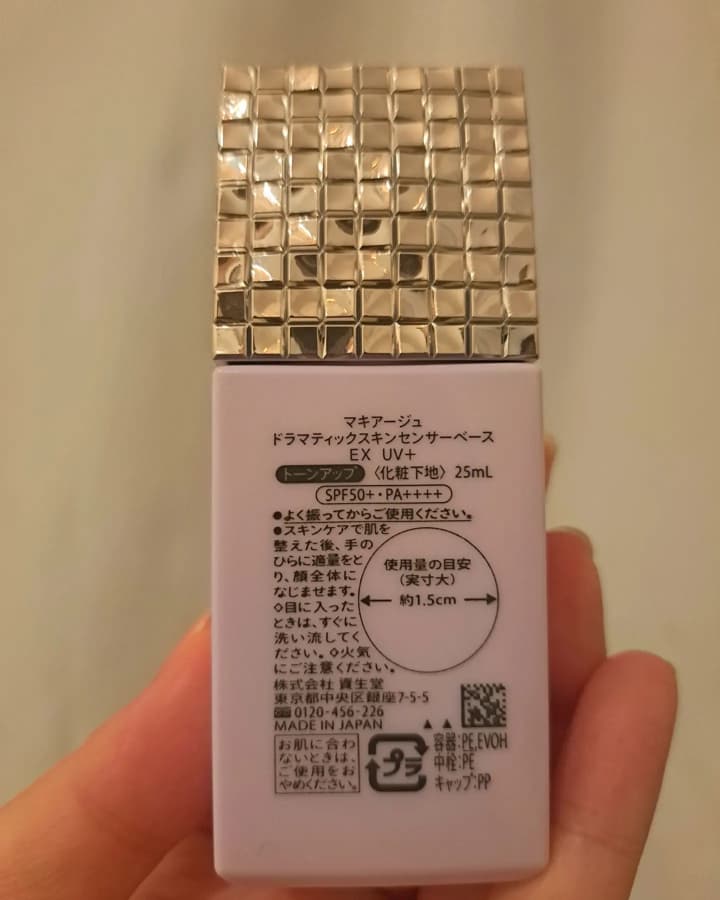 マキアージュ
ドラマティックスキンセンサーベース
EX UV+
トーンアップ 〈化粧下地〉 25mL
SPF50+・PA++++
●よく振ってからご使用ください。
●スキンケアで肌を
整えた後、手の
ひらに適量をと
り、顔全体に
なじませます。
◇目に入った
ときは、すぐに
洗い流してく
ださい。◇火気
にご注意ください。
使用量の目安
(実寸大)
約1.5cm
株式会社 資生堂
東京都中央区銀座7-5-5
0120-456-226
MADE IN JAPAN
お肌に合わ
ないときは、
ご使用をお
やめください。
プラ
容器:PE,EVOH
中栓:PE
キャップ:PP